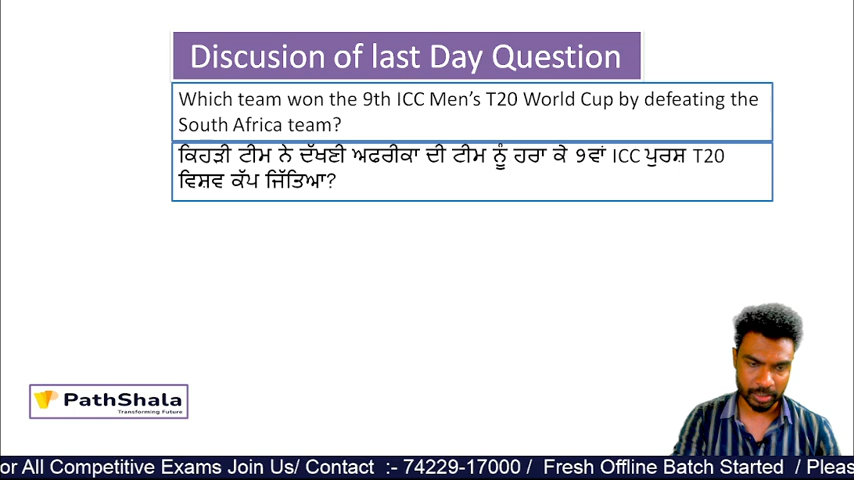 Discusion of last Day Question
Which team won the 9th ICC Men's T20 World Cup by defeating the
South Africa team?
ਕਿਹੜੀ ਟੀਮ ਨੇ ਦੱਖਣੀ ਅਫਰੀਕਾ ਦੀ ਟੀਮ ਨੂੰ ਹਰਾ ਕੇ 9ਵਾਂ ICC ਪੁਰਸ਼ T20
ਵਿਸ਼ਵ ਕੱਪ ਜਿੱਤਿਆ?
PathShala
Transforming Future
or All Competitive Exams Join Us/ Contact :- 74229-17000 / Fresh Offline Batch Started / Pleas